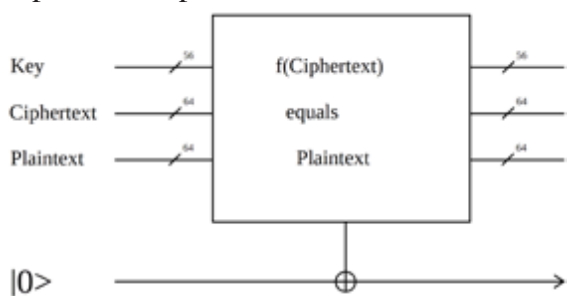 Key 56 f(Ciphertext) 56
Ciphertext 64 equals 64
Plaintext 64 Plaintext 64
|0>